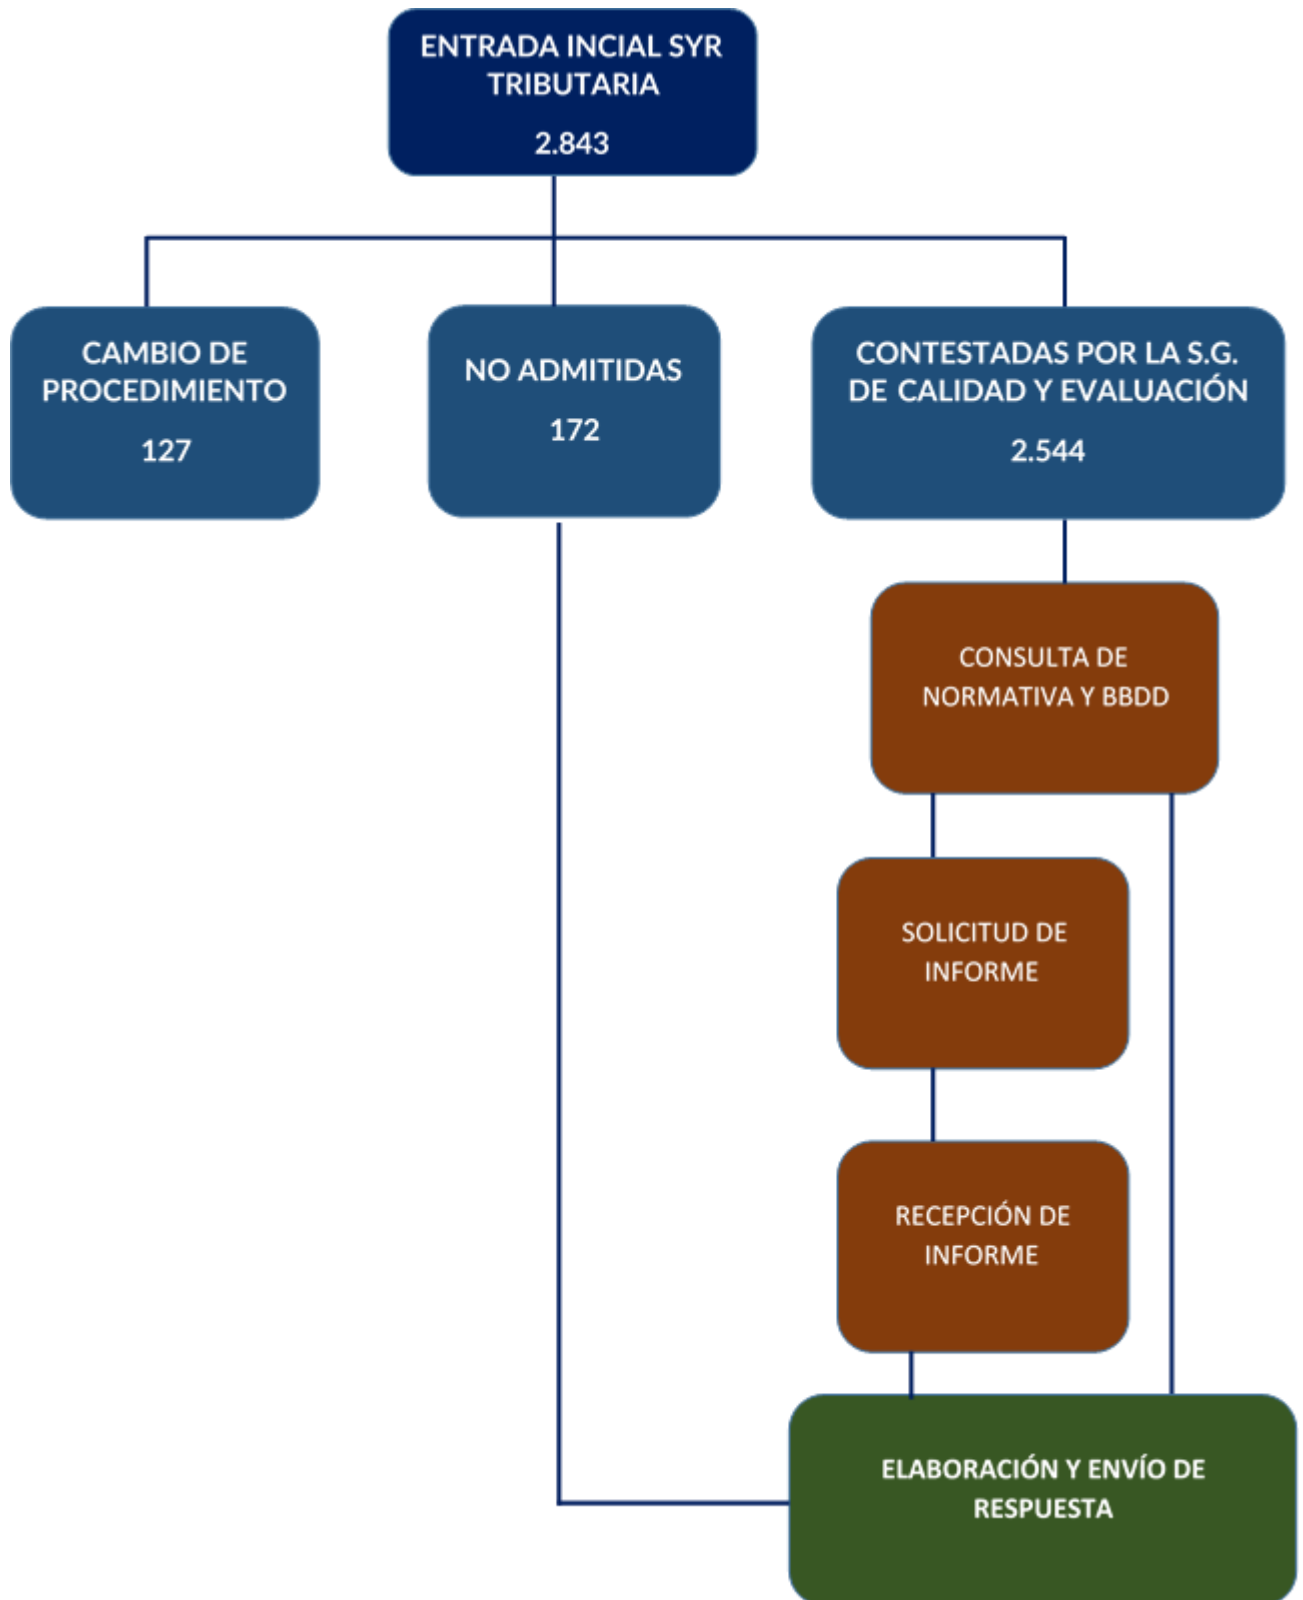 ENTRADA INCIAL SYR
TRIBUTARIA
2.843
CAMBIO DE
PROCEDIMIENTO
127
NO ADMITIDAS
172
CONTESTADAS POR LA S.G.
DE CALIDAD Y EVALUACIÓN
2.544
CONSULTA DE
NORMATIVA Y BBDD
SOLICITUD DE
INFORME
RECEPCIÓN DE
INFORME
ELABORACIÓN Y ENVÍO DE
RESPUESTA